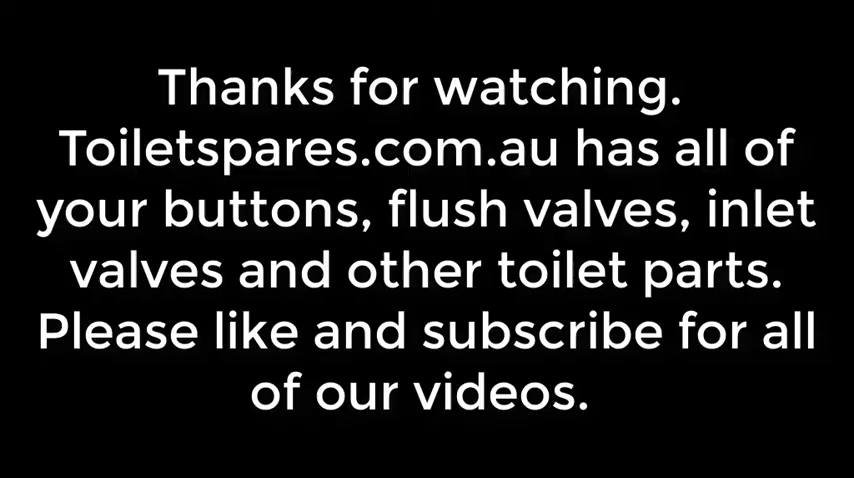 Thanks for watching.
Toiletspares.com.au has all of
your buttons, flush valves, inlet
valves and other toilet parts.
Please like and subscribe for all
of our videos.